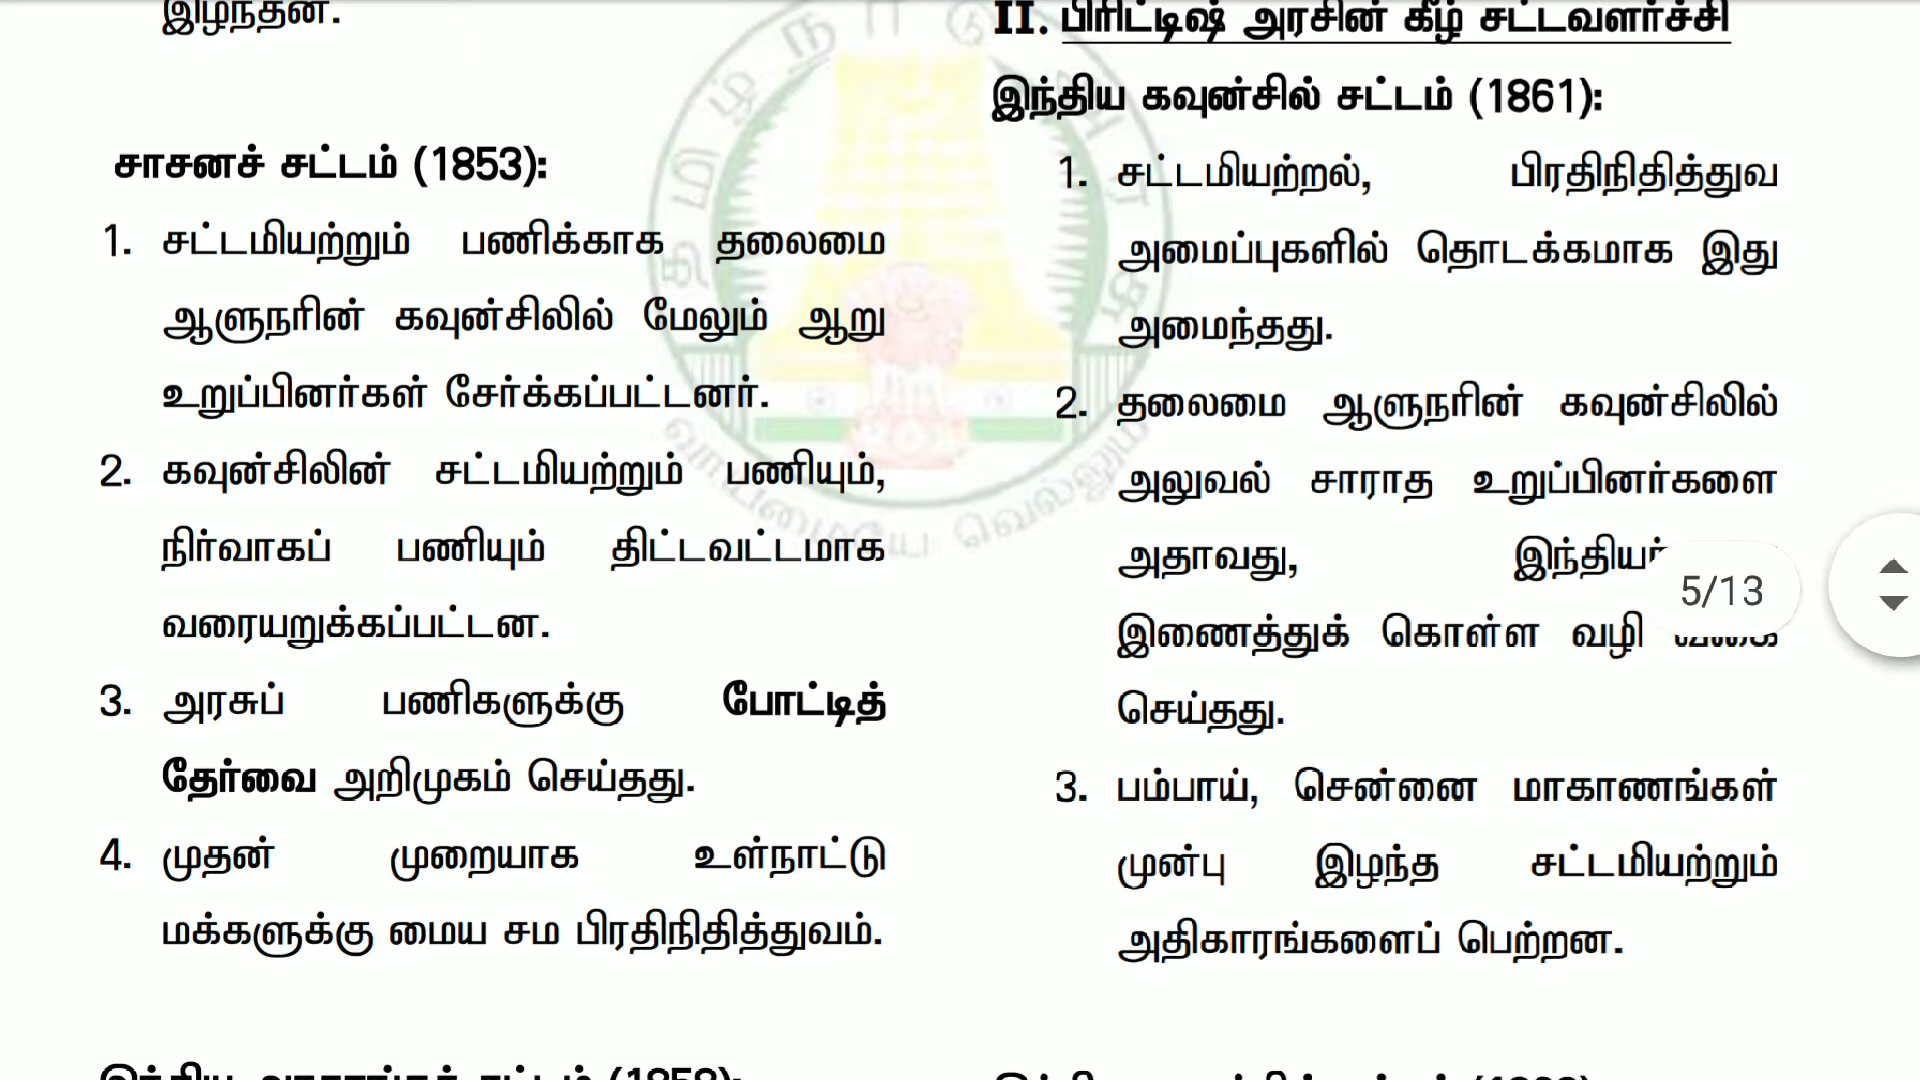 இழந்தன.
சாசனச் சட்டம் (1853):
1. சட்டமியற்றும் பணிக்காக தலைமை
ஆளுநரின் கவுன்சிலில் மேலும் ஆறு
உறுப்பினர்கள் சேர்க்கப்பட்டனர்.
2. கவுன்சிலின் சட்டமியற்றும் பணியும்,
நிர்வாகப் பணியும் திட்டவட்டமாக
வரையறுக்கப்பட்டன.
3. அரசுப் பணிகளுக்கு போட்டித்
தேர்வை அறிமுகம் செய்தது.
4. முதன் முறையாக உள்நாட்டு
மக்களுக்கு மைய சம பிரதிநிதித்துவம்.
II. பிரிட்டிஷ் அரசின் கீழ் சட்டவளர்ச்சி
இந்திய கவுன்சில் சட்டம் (1861):
1. சட்டமியற்றல், பிரதிநிதித்துவ
அமைப்புகளில் தொடக்கமாக இது
அமைந்தது.
2. தலைமை ஆளுநரின் கவுன்சிலில்
அலுவல் சாராத உறுப்பினர்களை
அதாவது,
இணைத்துக் கொள்ள வழி
செய்தது.
3. பம்பாய், சென்னை மாகாணங்கள்
முன்பு இழந்த சட்டமியற்றும்
அதிகாரங்களைப் பெற்றன.
5/13
வாய்மையே வெல்லும்